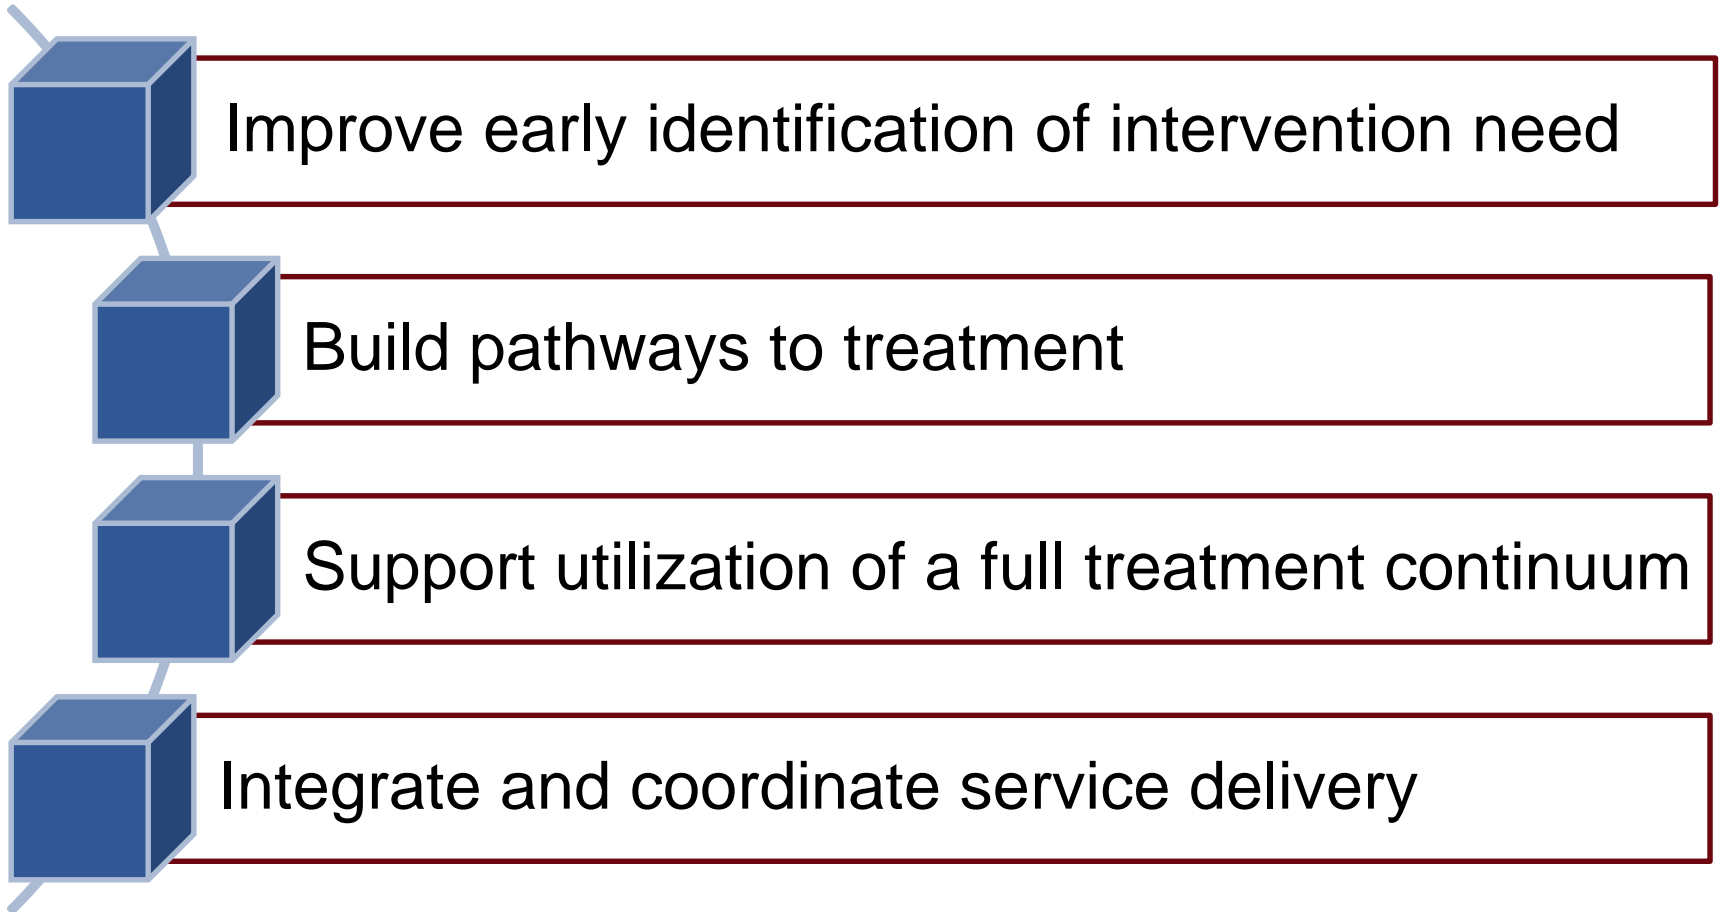 Improve early identification of intervention need
Build pathways to treatment
Support utilization of a full treatment continuum
Integrate and coordinate service delivery